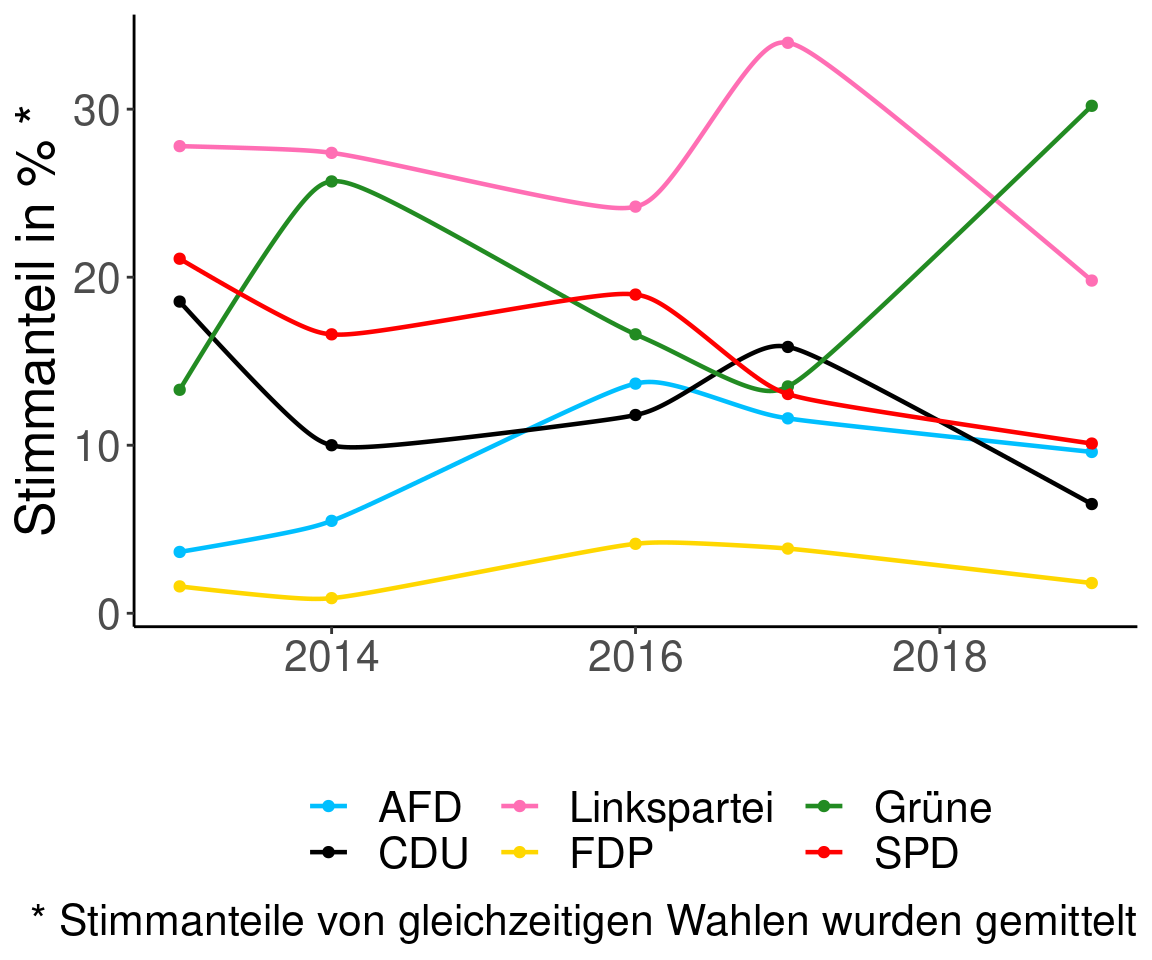 Stimmanteil in % *
30
20
10
0
2014 2016 2018
AFD Linkspartei Grüne
CDU FDP SPD
* Stimmanteile von gleichzeitigen Wahlen wurden gemittelt